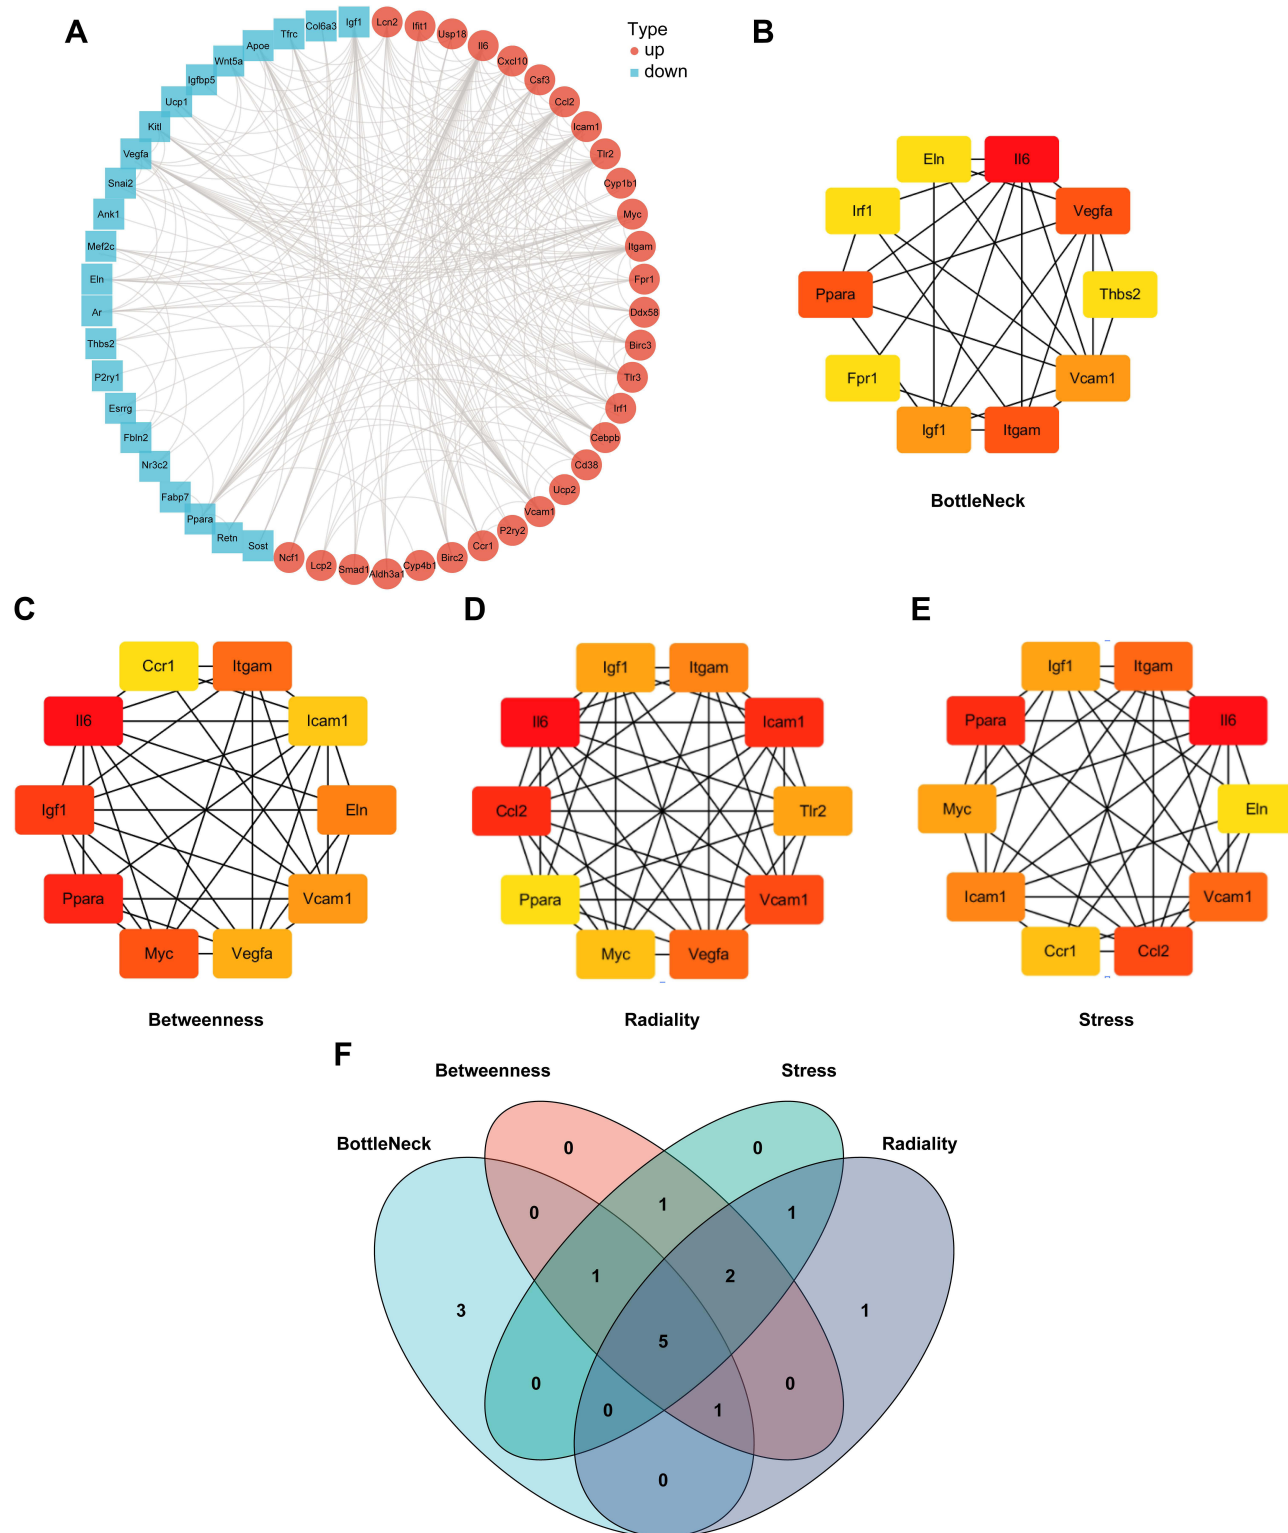 A
Type
up
down
Igf1
Lcn2
Ifit1
Usp18
Il6
Cxcl10
Csf3
Ccl2
Icam1
Tlr2
Cyp1b1
Myc
Itgam
Fpr1
Ddx58
Birc3
Tlr3
Irf1
Cebpb
Cd38
Ucp2
Vcam1
P2ry2
Ccr1
Birc2
Cyp4b1
Aldh3a1
Smad1
Lcp2
Ncf1
Sost
Retn
Ppara
Fabp7
Nr3c2
Fbln2
Esrrg
P2ry1
Thbs2
Ar
Eln
Mef2c
Ank1
Snai2
Vegfa
Kitl
Ucp1
Igfbp5
Wnt5a
Apoe
Tfrc
Col6a3
B
Eln Il6
Irf1 Vegfa
Ppara Thbs2
Fpr1 Vcam1
Igf1 Itgam
BottleNeck
C
Ccr1 Itgam
Il6 Icam1
Igf1 Eln
Ppara Vcam1
Myc Vegfa
Betweenness
D
Igf1 Itgam
Il6 Icam1
Ccl2 Tlr2
Ppara Vcam1
Myc Vegfa
Radiality
E
Igf1 Itgam
Ppara Il6
Myc Eln
Icam1 Vcam1
Ccr1 Ccl2
Stress
F
Betweenness Stress
BottleNeck Radiality
0 0
0 1 1
1 2
3 1
5
0 0
0 1
0